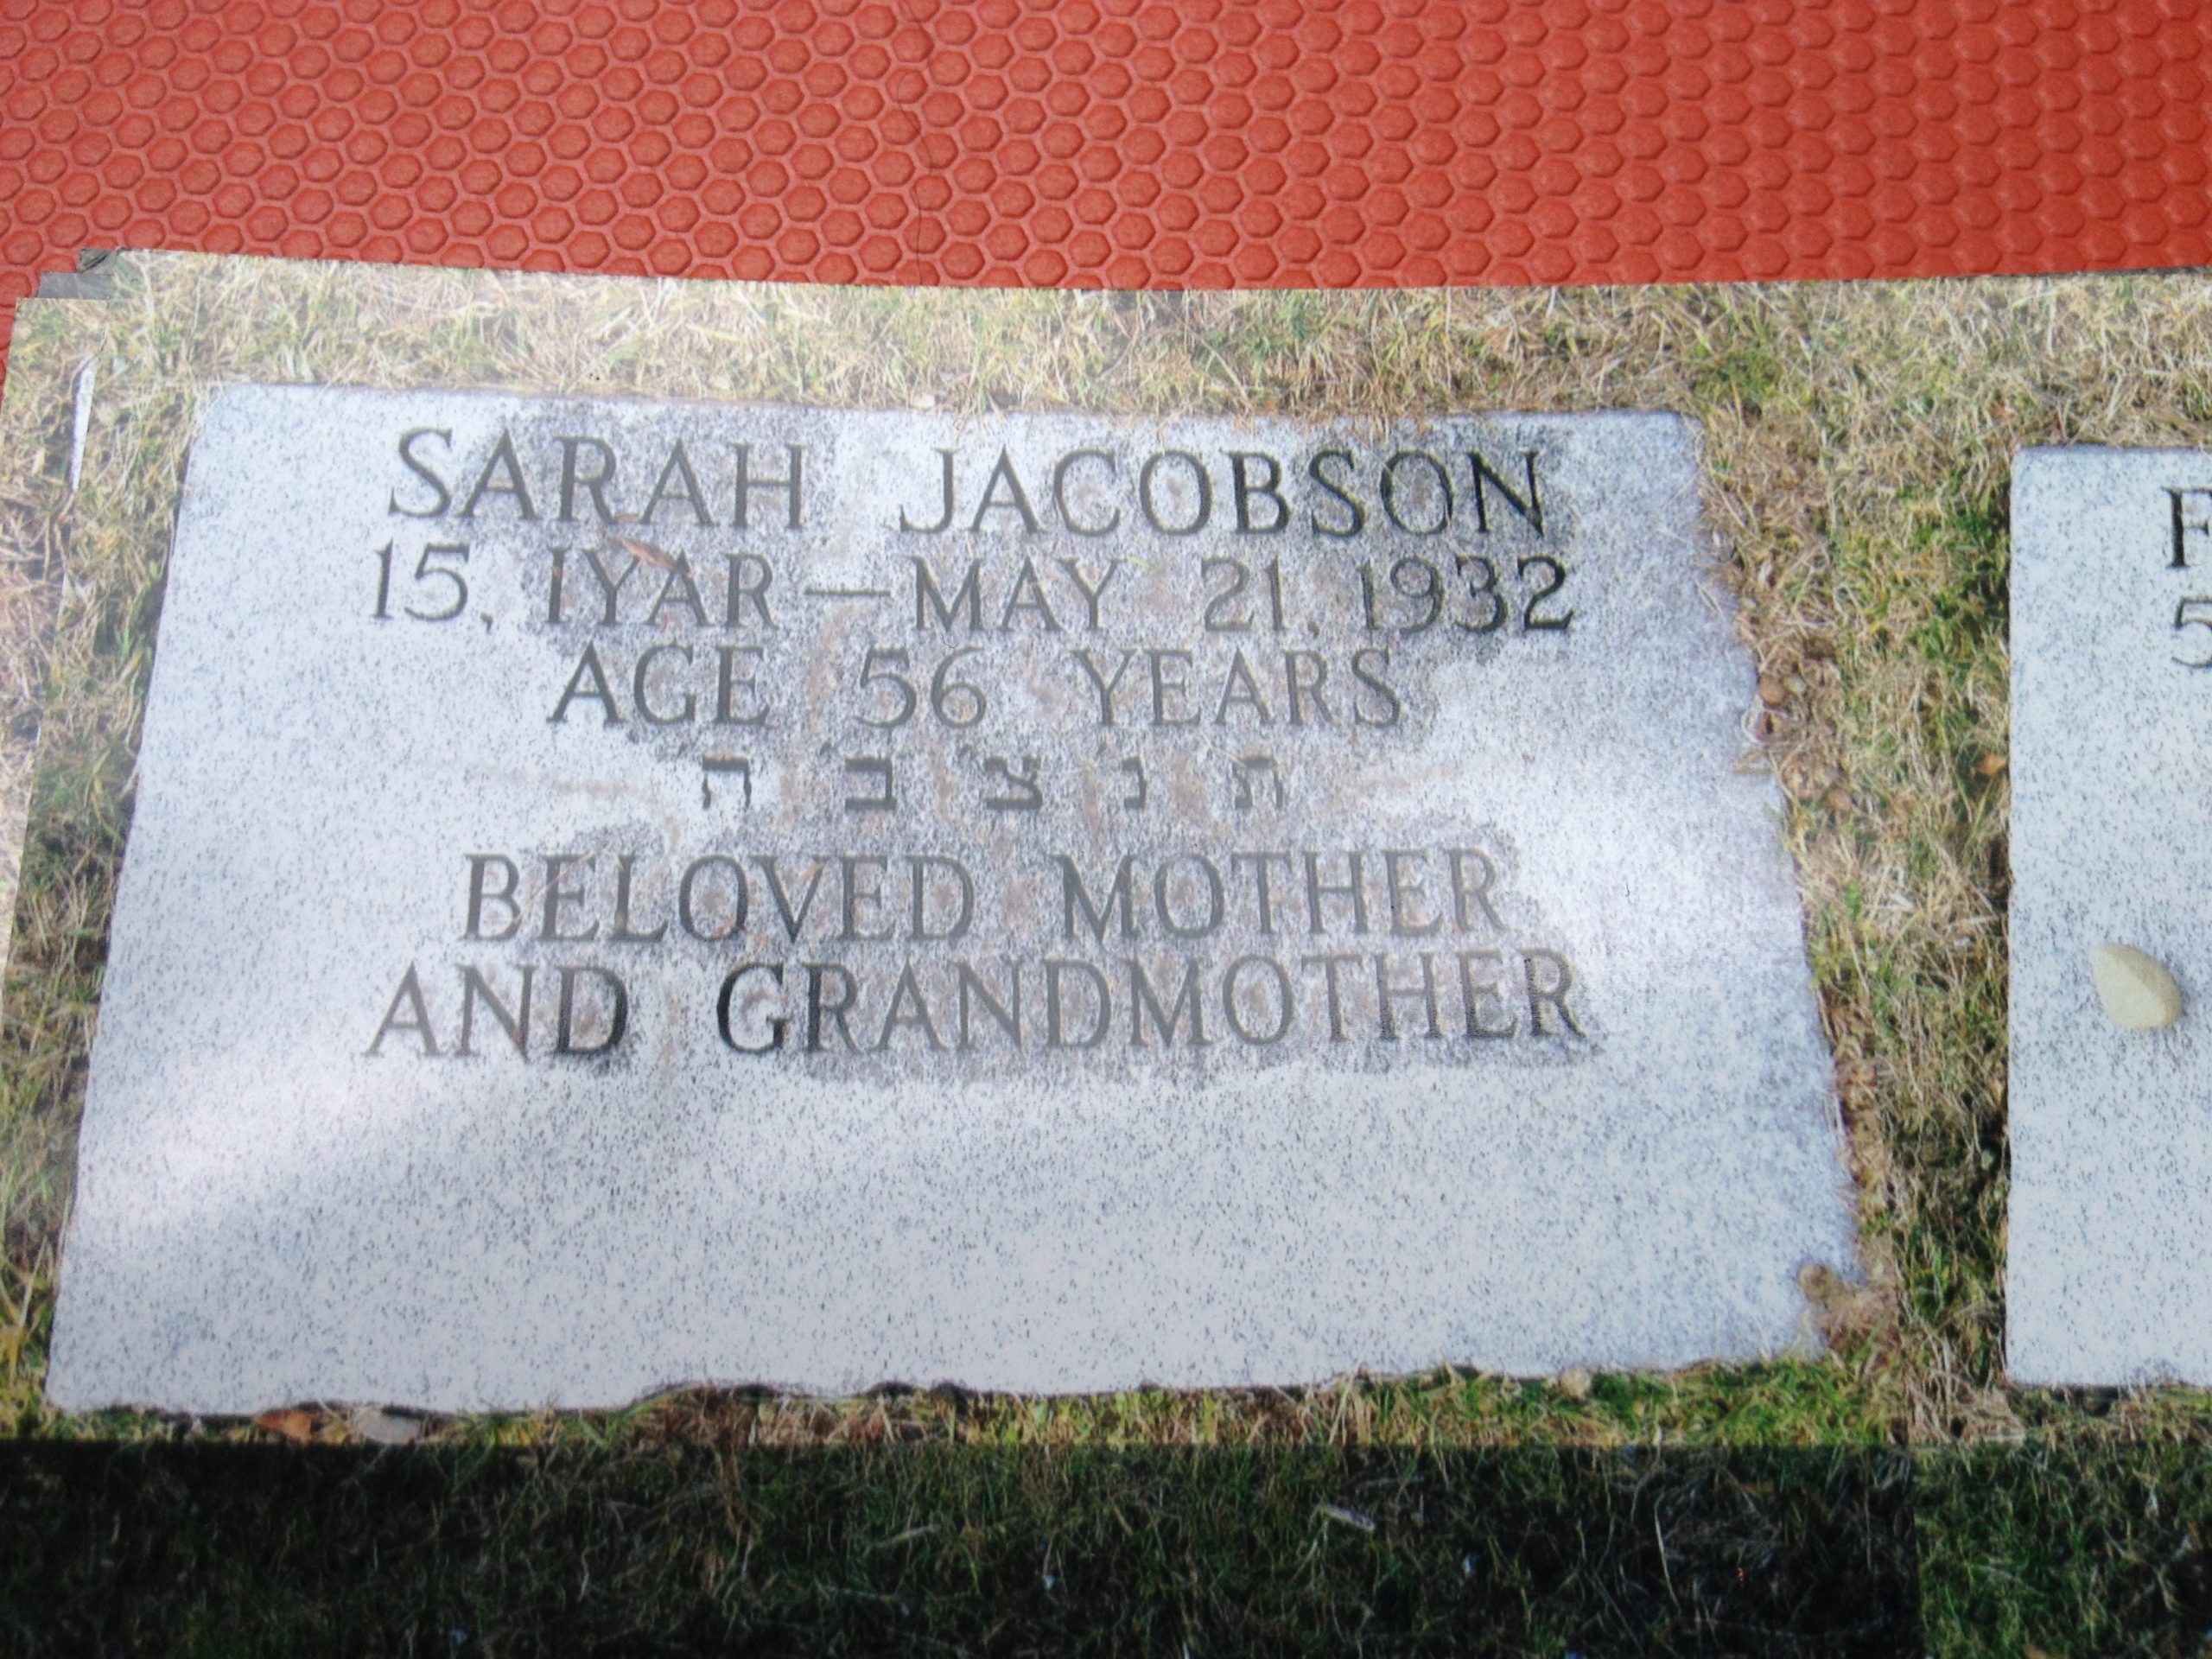 SARAH JACOBSON
15, IYAR—MAY 21, 1932
AGE 56 YEARS
ת נ צ ב ה
BELOVED MOTHER
AND GRANDMOTHER